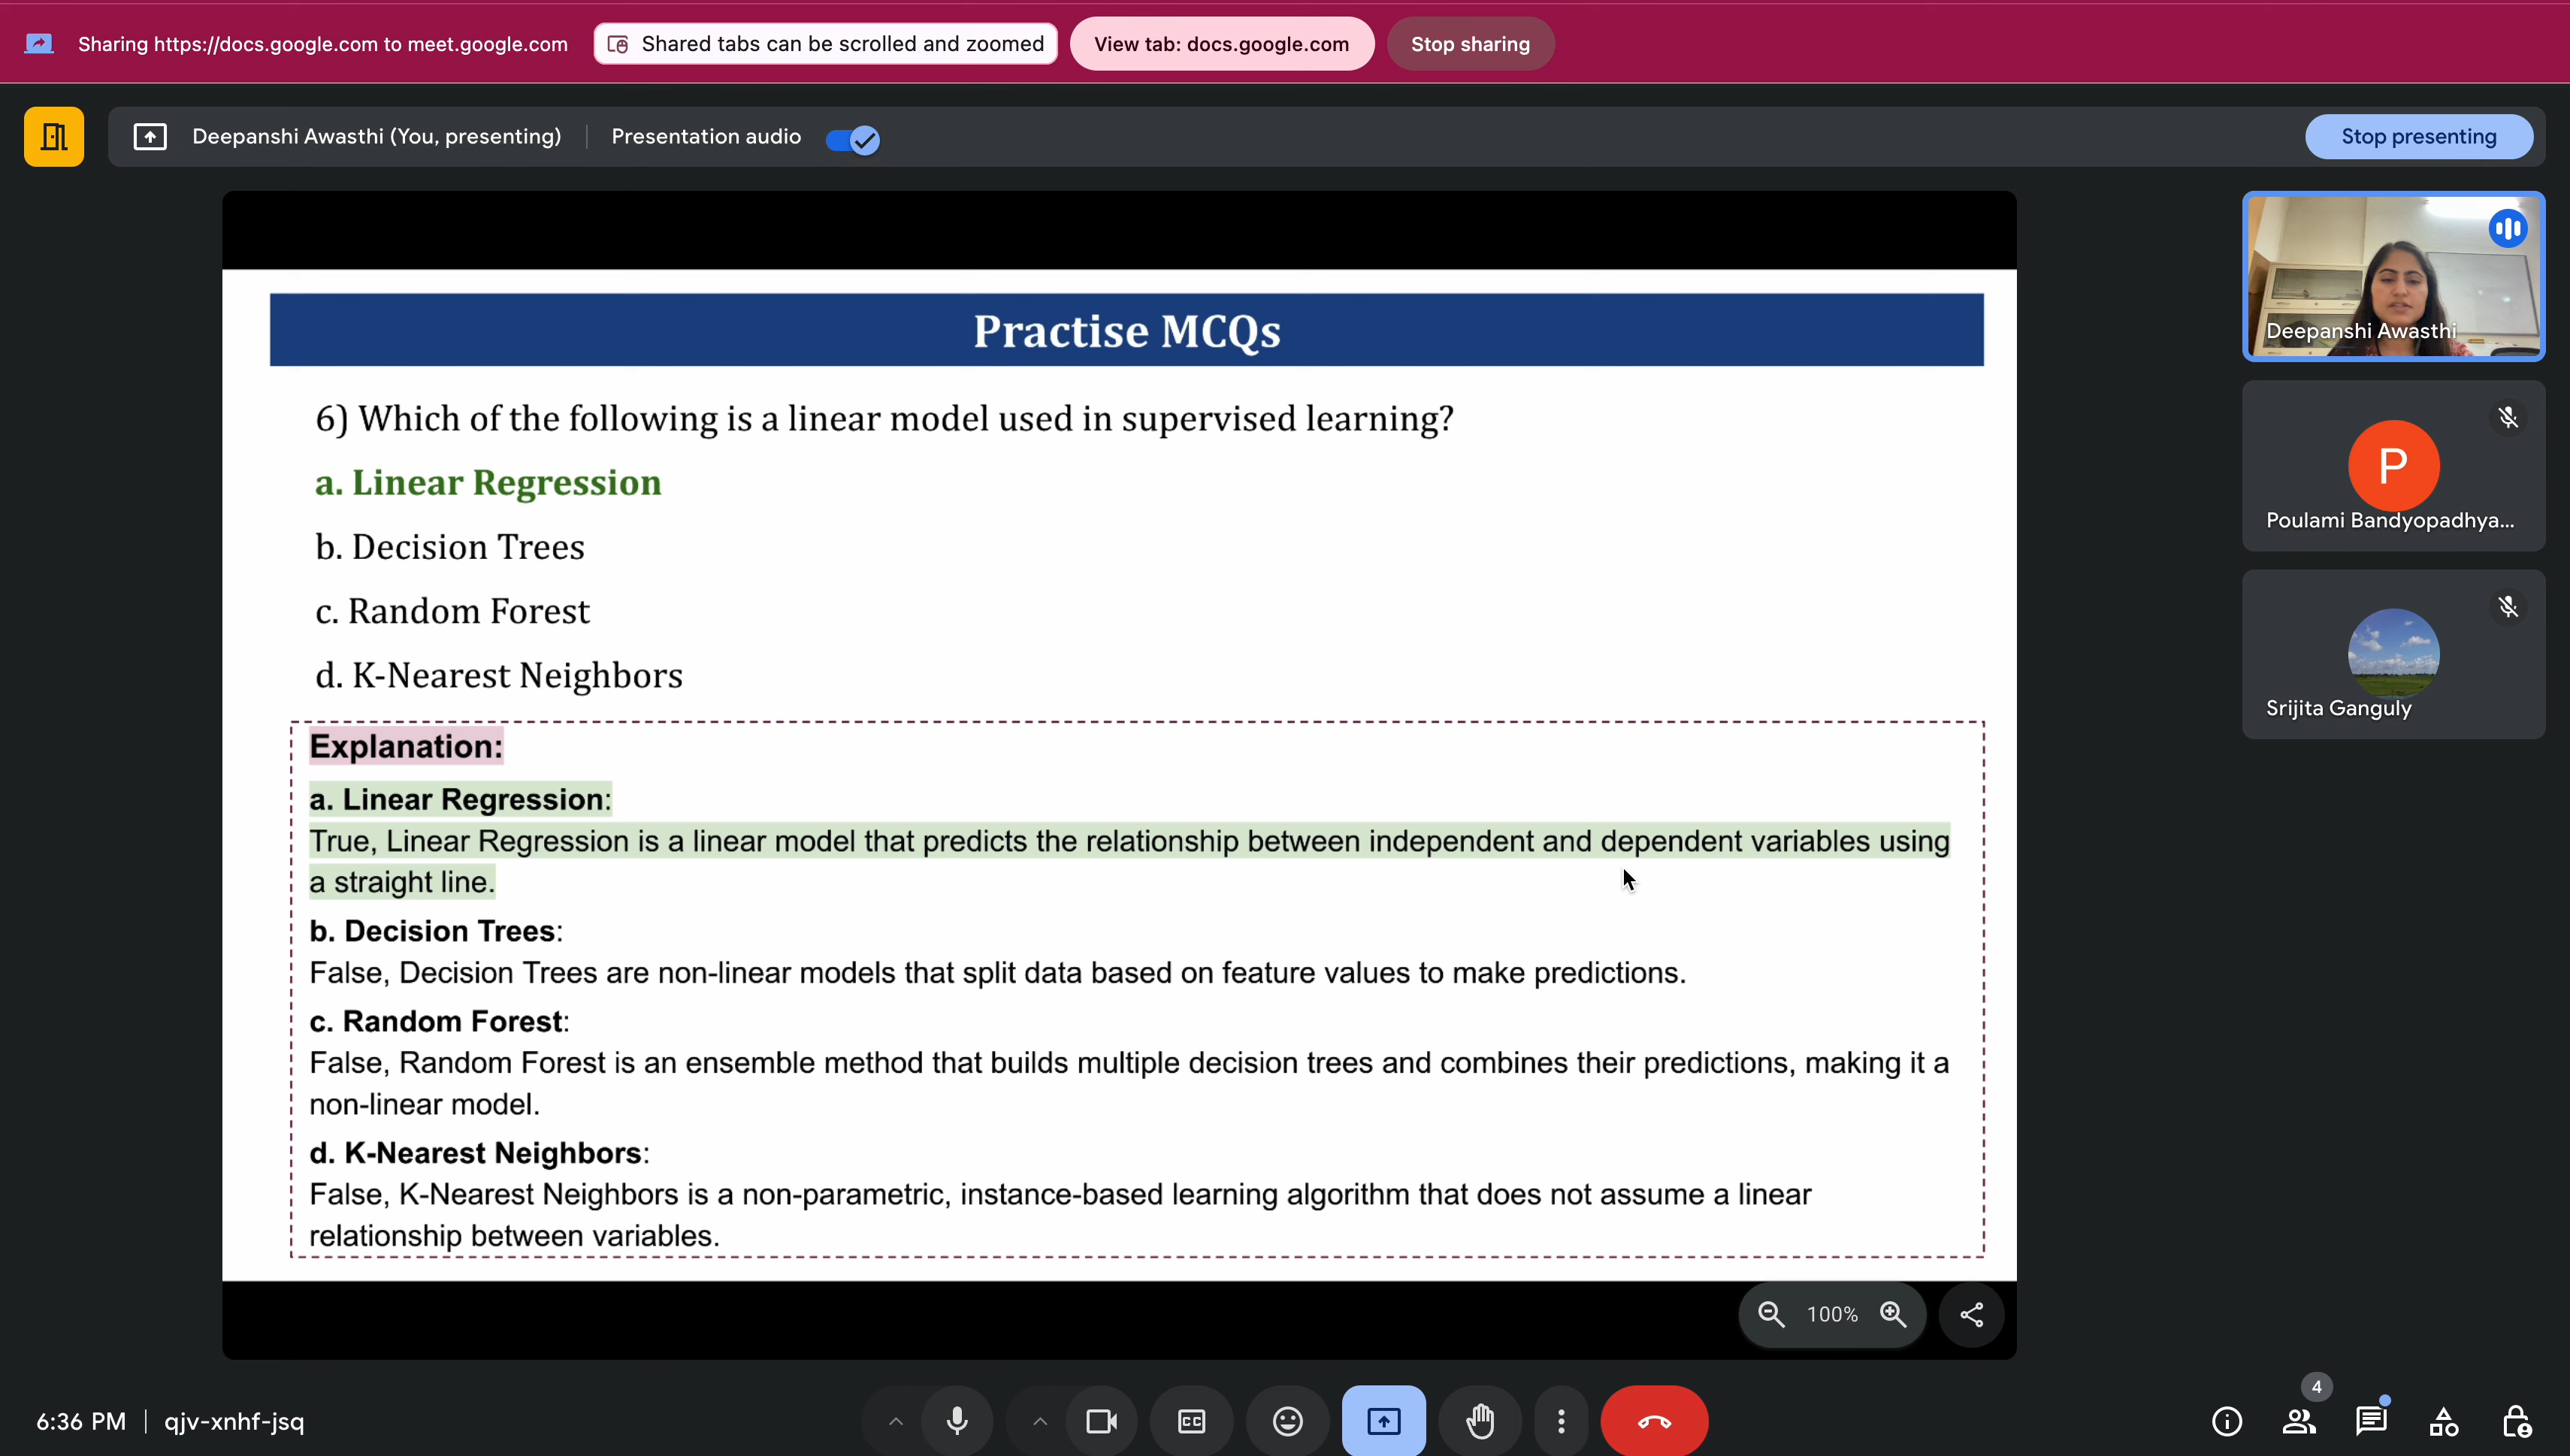 Sharing https://docs.google.com to meet.google.com
Shared tabs can be scrolled and zoomed
View tab: docs.google.com
Stop sharing
Deepanshi Awasthi (You, presenting)
Presentation audio
Stop presenting
Practise MCQs
6) Which of the following is a linear model used in supervised learning?
a. Linear Regression
b. Decision Trees
c. Random Forest
d. K-Nearest Neighbors
Explanation:
a. Linear Regression:
True, Linear Regression is a linear model that predicts the relationship between independent and dependent variables using
a straight line.
b. Decision Trees:
False, Decision Trees are non-linear models that split data based on feature values to make predictions.
c. Random Forest:
False, Random Forest is an ensemble method that builds multiple decision trees and combines their predictions, making it a
non-linear model.
d. K-Nearest Neighbors:
False, K-Nearest Neighbors is a non-parametric, instance-based learning algorithm that does not assume a linear
relationship between variables.
100%
Deepanshi Awasthi
P
Poulami Bandyopadhya...
Srijita Ganguly
6:36 PM | qjv-xnhf-jsq
CC
4